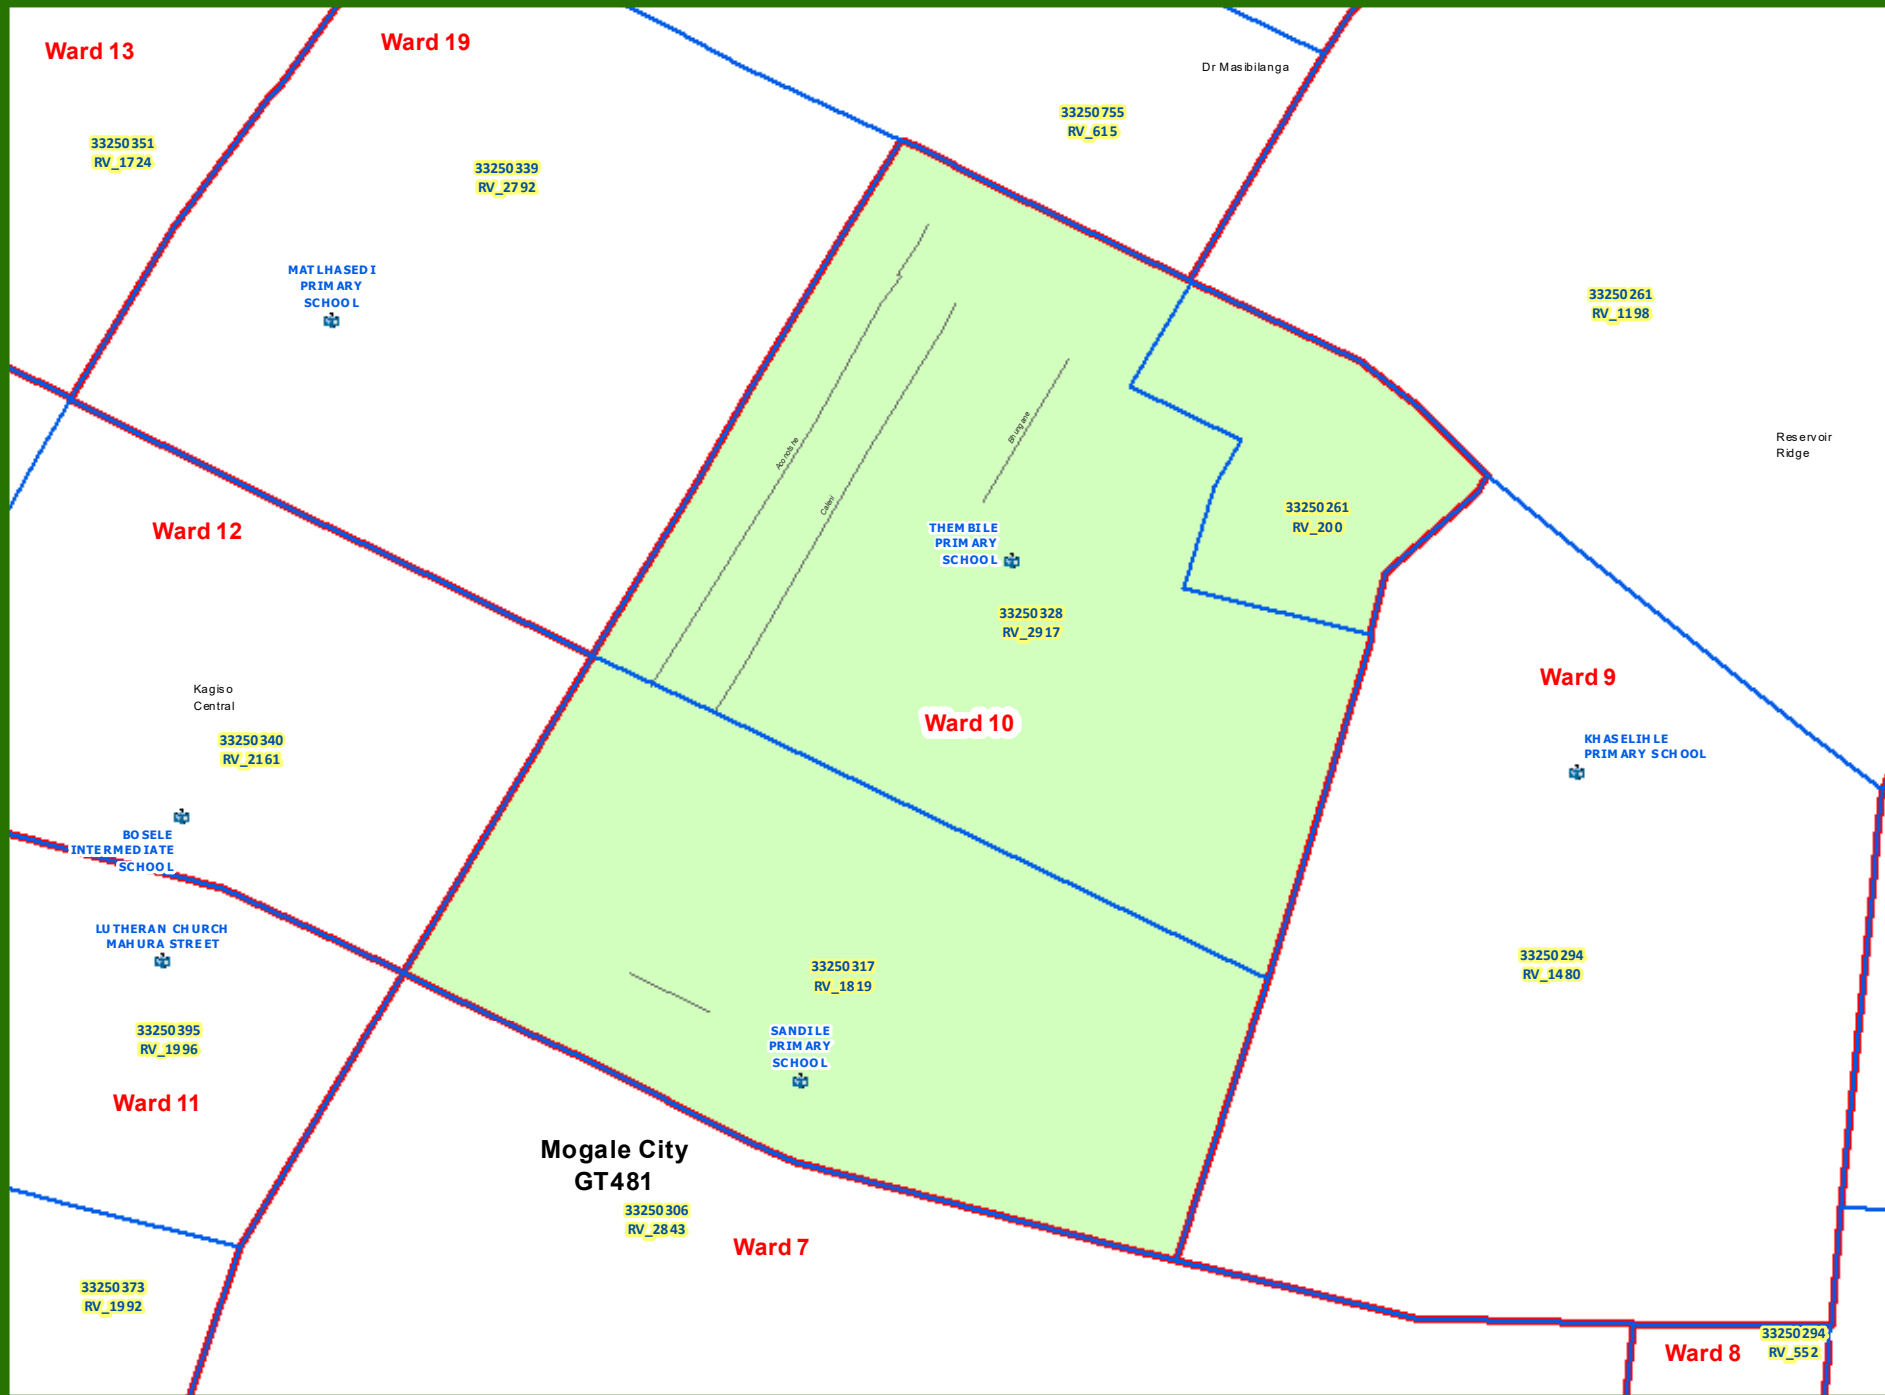 Ward 13
Ward 19
Dr Masibilanga
33250755
RV_615
33250351
RV_1724
33250339
RV_2792
MATLHASEDI
PRIMARY
SCHOOL
33250261
RV_1198
Reservoir
Ridge
Bhungane
Caleni
33250261
RV_200
Ward 12
THEMBILE
PRIMARY
SCHOOL
33250328
RV_2917
Ward 9
Kagiso
Central
Ward 10
33250340
RV_2161
KHASELIHLE
PRIMARY SCHOOL
BOSELE
INTERMEDIATE
SCHOOL
LUTHERAN CHURCH
MAHURA STREET
33250317
RV_1819
33250294
RV_1480
33250395
RV_1996
SANDILE
PRIMARY
SCHOOL
Ward 11
Mogale City
GT481
33250306
RV_2843
Ward 7
33250373
RV_1992
Ward 8
33250294
RV_552